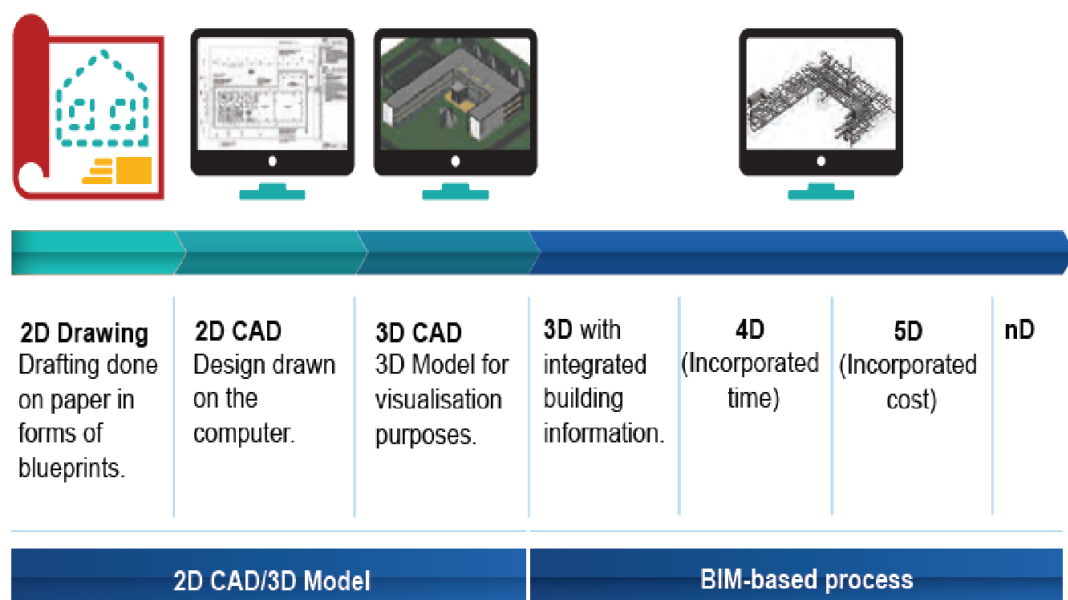 2D Drawing
Drafting done
on paper in
forms of
blueprints.
2D CAD
Design drawn
on the
computer.
3D CAD
3D Model for
visualisation
purposes.
3D with
integrated
building
information.
4D
(Incorporated
time)
5D
(Incorporated
cost)
nD
2D CAD/3D Model
BIM-based process